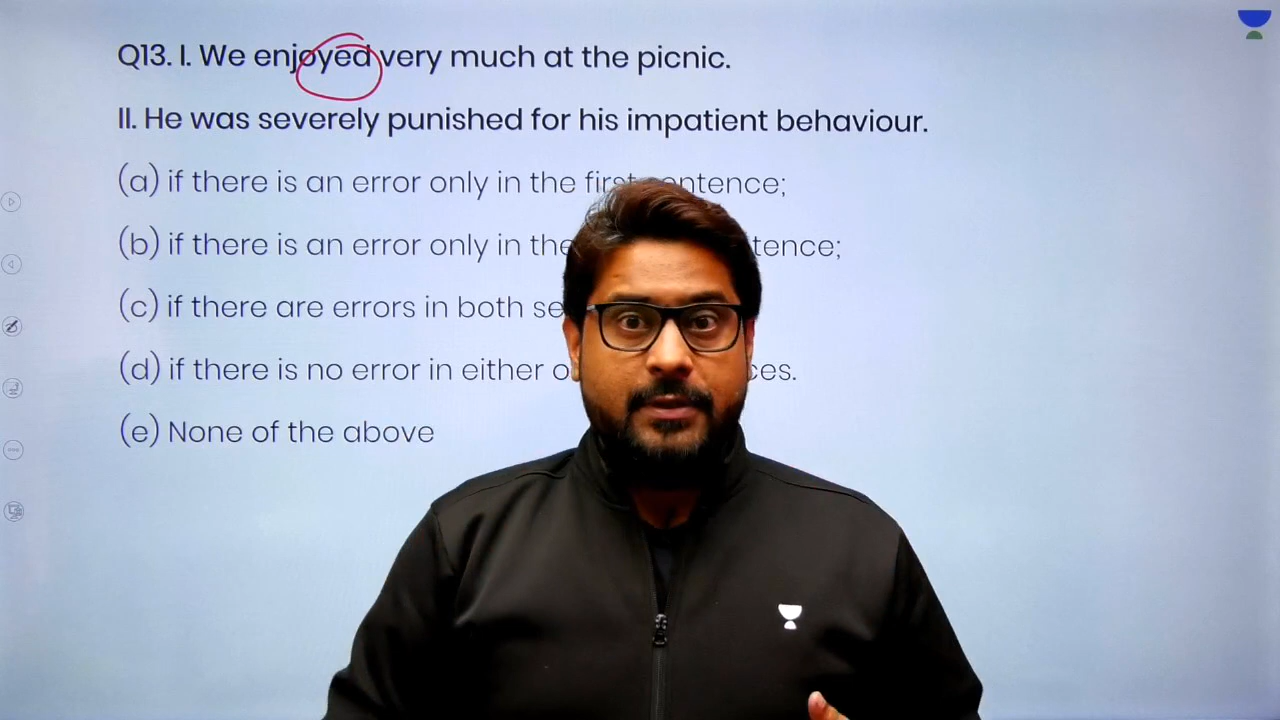 Q13. I. We enjoyed very much at the picnic.
II. He was severely punished for his impatient behaviour.
(a) if there is an error only in the first sentence;
(b) if there is an error only in the
(c) if there are errors in both
(d) if there is no error in either
(e) None of the above